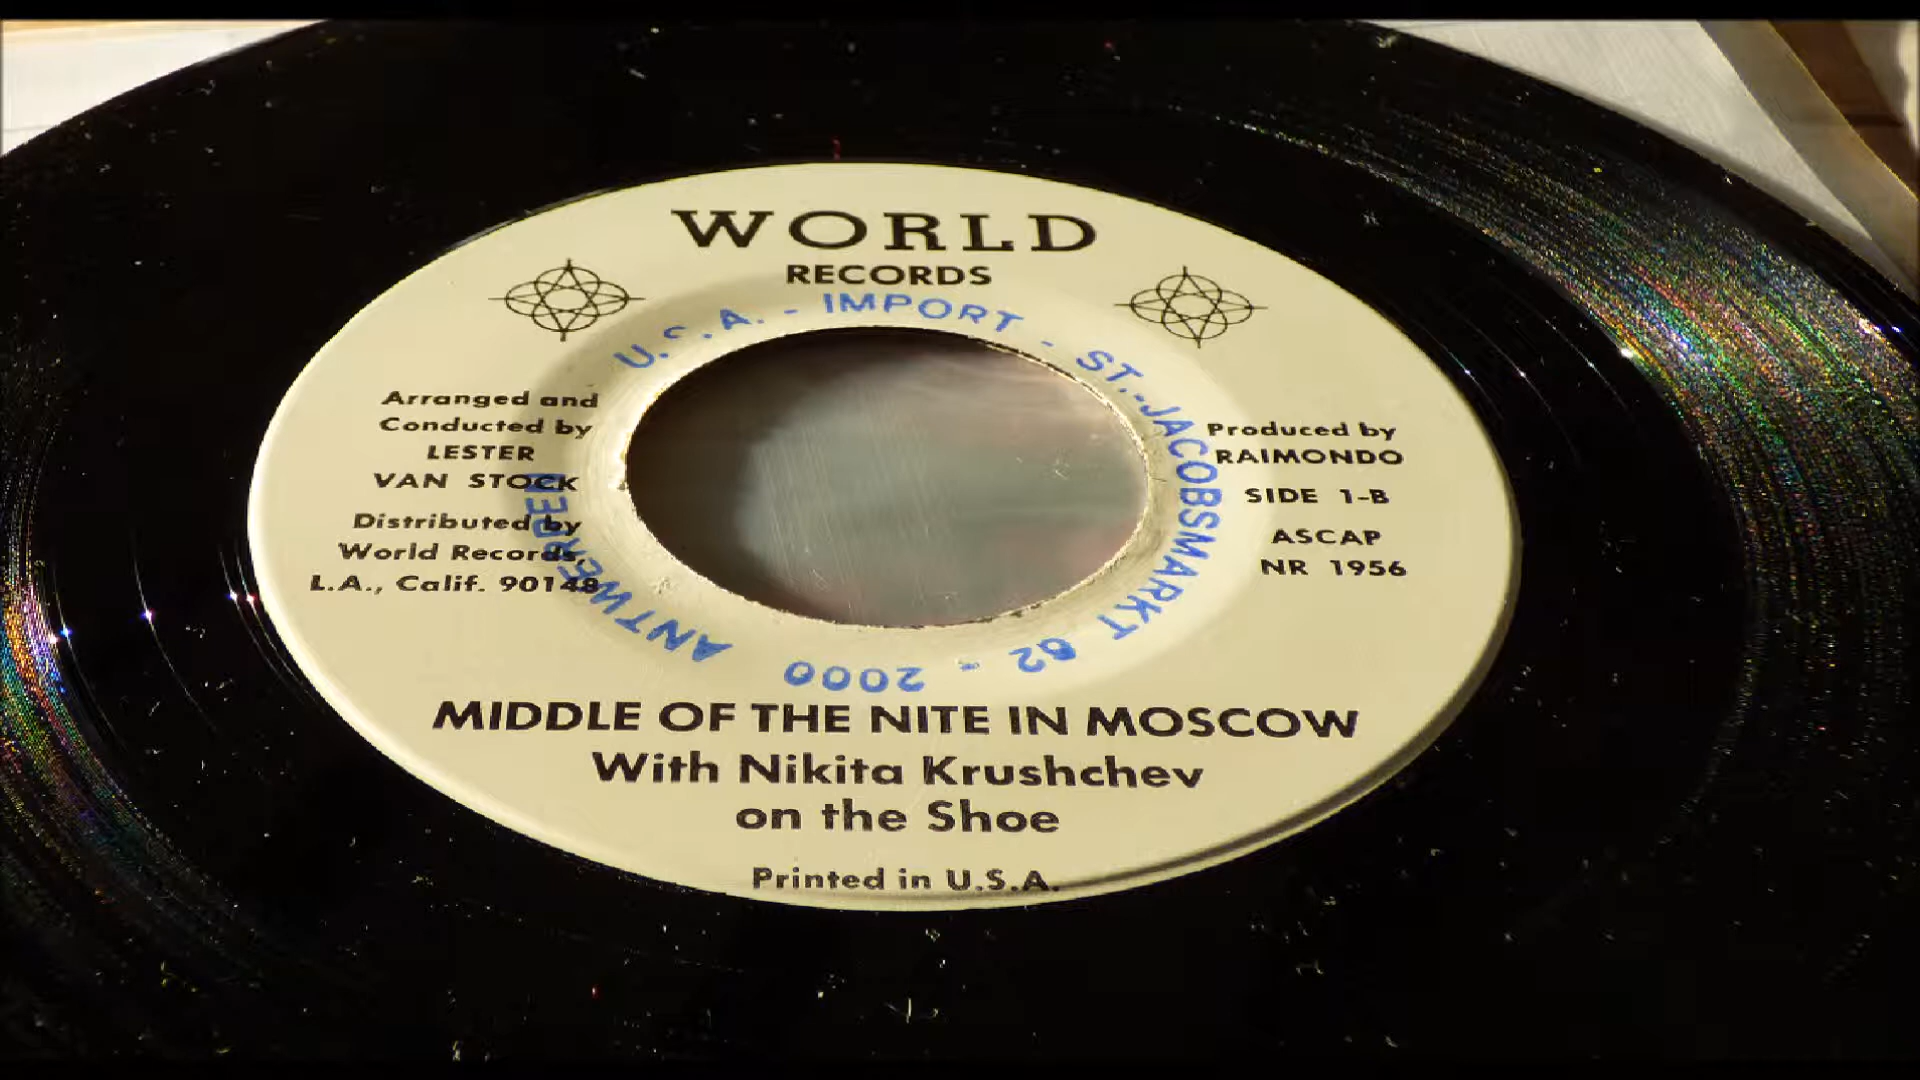 WORLD
RECORDS
U.S.A. - IMPORT - ST.-JACOBSMARKT 82 - 2000 ANTWERPEN
Arranged and
Conducted by
LESTER
VAN STOCK
Distributed by
World Records,
L.A., Calif. 90148
Produced by
RAIMONDO
SIDE 1-B
ASCAP
NR 1956
MIDDLE OF THE NITE IN MOSCOW
With Nikita Krushchev
on the Shoe
Printed in U.S.A.